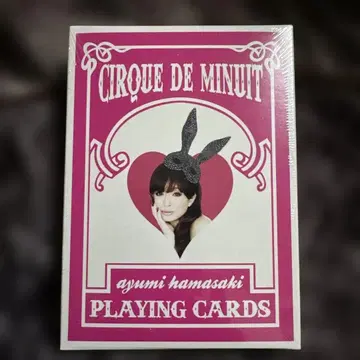 CIRQUE DE MINUIT
ayumi hamasaki
PLAYING CARDS